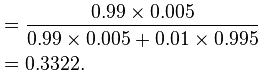 = 0.99 × 0.005 / 0.99 × 0.005 + 0.01 × 0.995
= 0.3322.